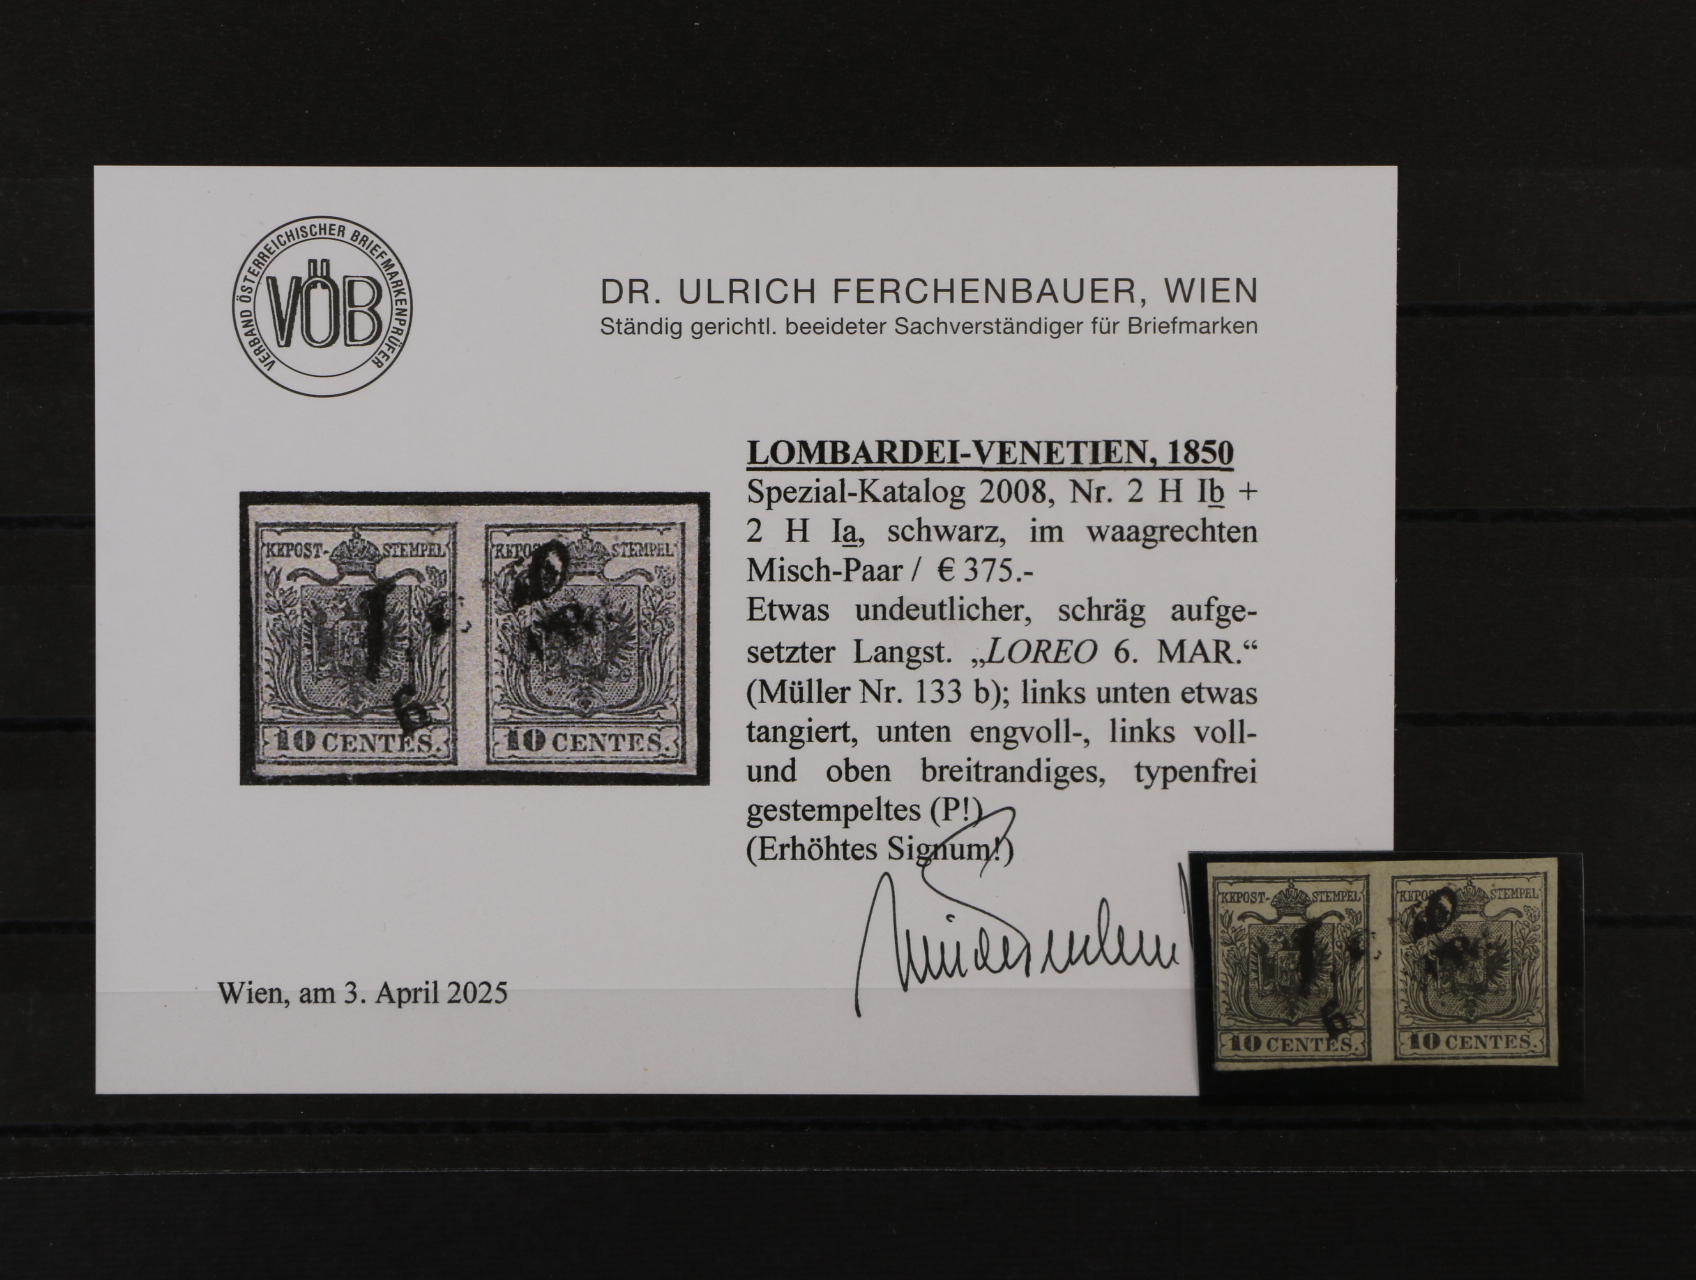 VERBAND ÖSTERREICHISCHER BRIEFMARKENPRÜFER
VÖB
DR. ULRICH FERCHENBAUER, WIEN
Ständig gerichtl. beeideter Sachverständiger für Briefmarken
LOMBARDEI-VENETIEN, 1850
Spezial-Katalog 2008, Nr. 2 H Ib +
2 H Ia, schwarz, im waagrechten
Misch-Paar / € 375.-
Etwas undeutlicher, schräg aufge-
setzter Langst. „LOREO 6. MAR.“
(Müller Nr. 133 b); links unten etwas
tangiert, unten engvoll-, links voll-
und oben breitrandiges, typenfrei
gestempeltes (P!)
(Erhöhtes Signum!)
KKPOST-STEMPEL
10 CENTES.
KKPOST STEMPEL
10 CENTES.
Wien, am 3. April 2025
KKPOST-STEMPEL
6
10 CENTES.
KKPOST STEMPEL
10 CENTES.